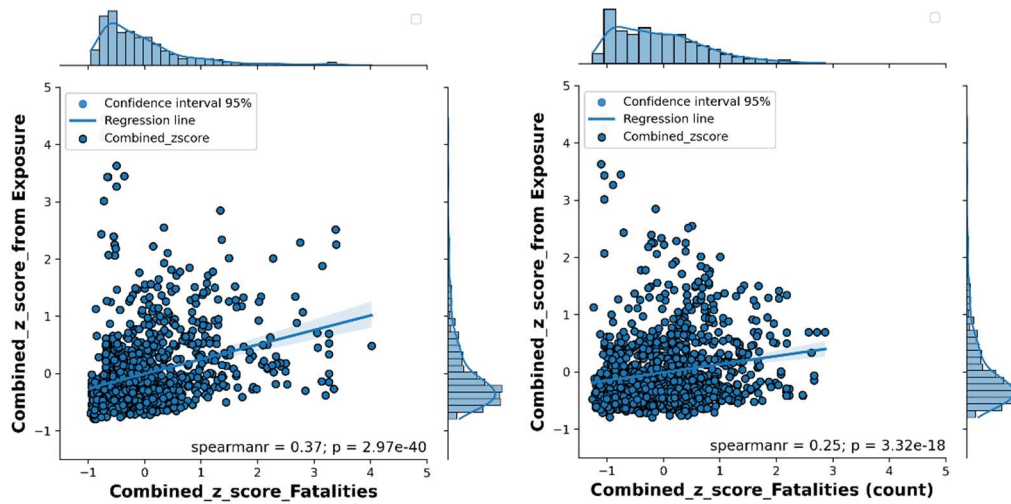 5
4
3
2
1
0
−1
Combined_z_score_from Exposure
Confidence interval 95%
Regression line
Combined_zscore
spearmanr = 0.37; p = 2.97e-40
−1 0 1 2 3 4 5
Combined_z_score_Fatalities
5
4
3
2
1
0
−1
Combined_z_score_from Exposure
Confidence interval 95%
Regression line
Combined_zscore
spearmanr = 0.25; p = 3.32e-18
−1 0 1 2 3 4 5
Combined_z_score_Fatalities (count)